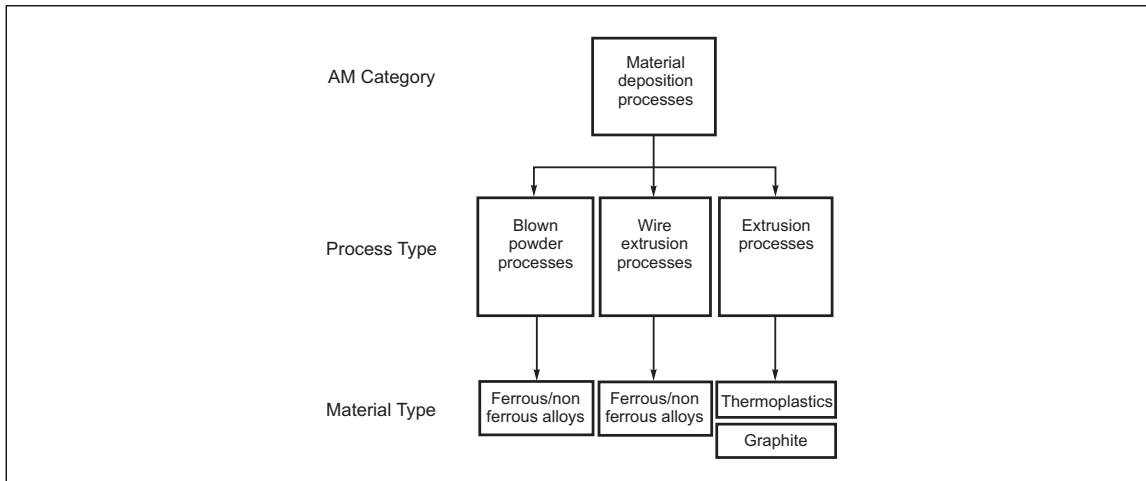 AM Category
Material
deposition
processes
Process Type
Blown
powder
processes
Wire
extrusion
processes
Extrusion
processes
Material Type
Ferrous/non
ferrous alloys
Ferrous/non
ferrous alloys
Thermoplastics
Graphite